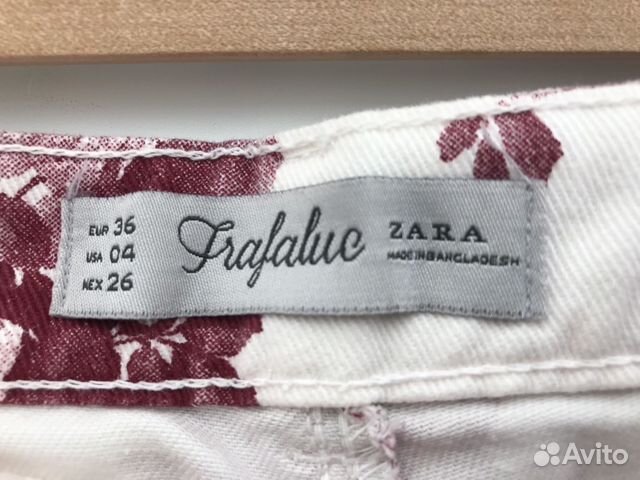 EUR 36
USA 04
MEX 26
Trafaluc
ZARA
MADE IN BANGLADESH
Avito